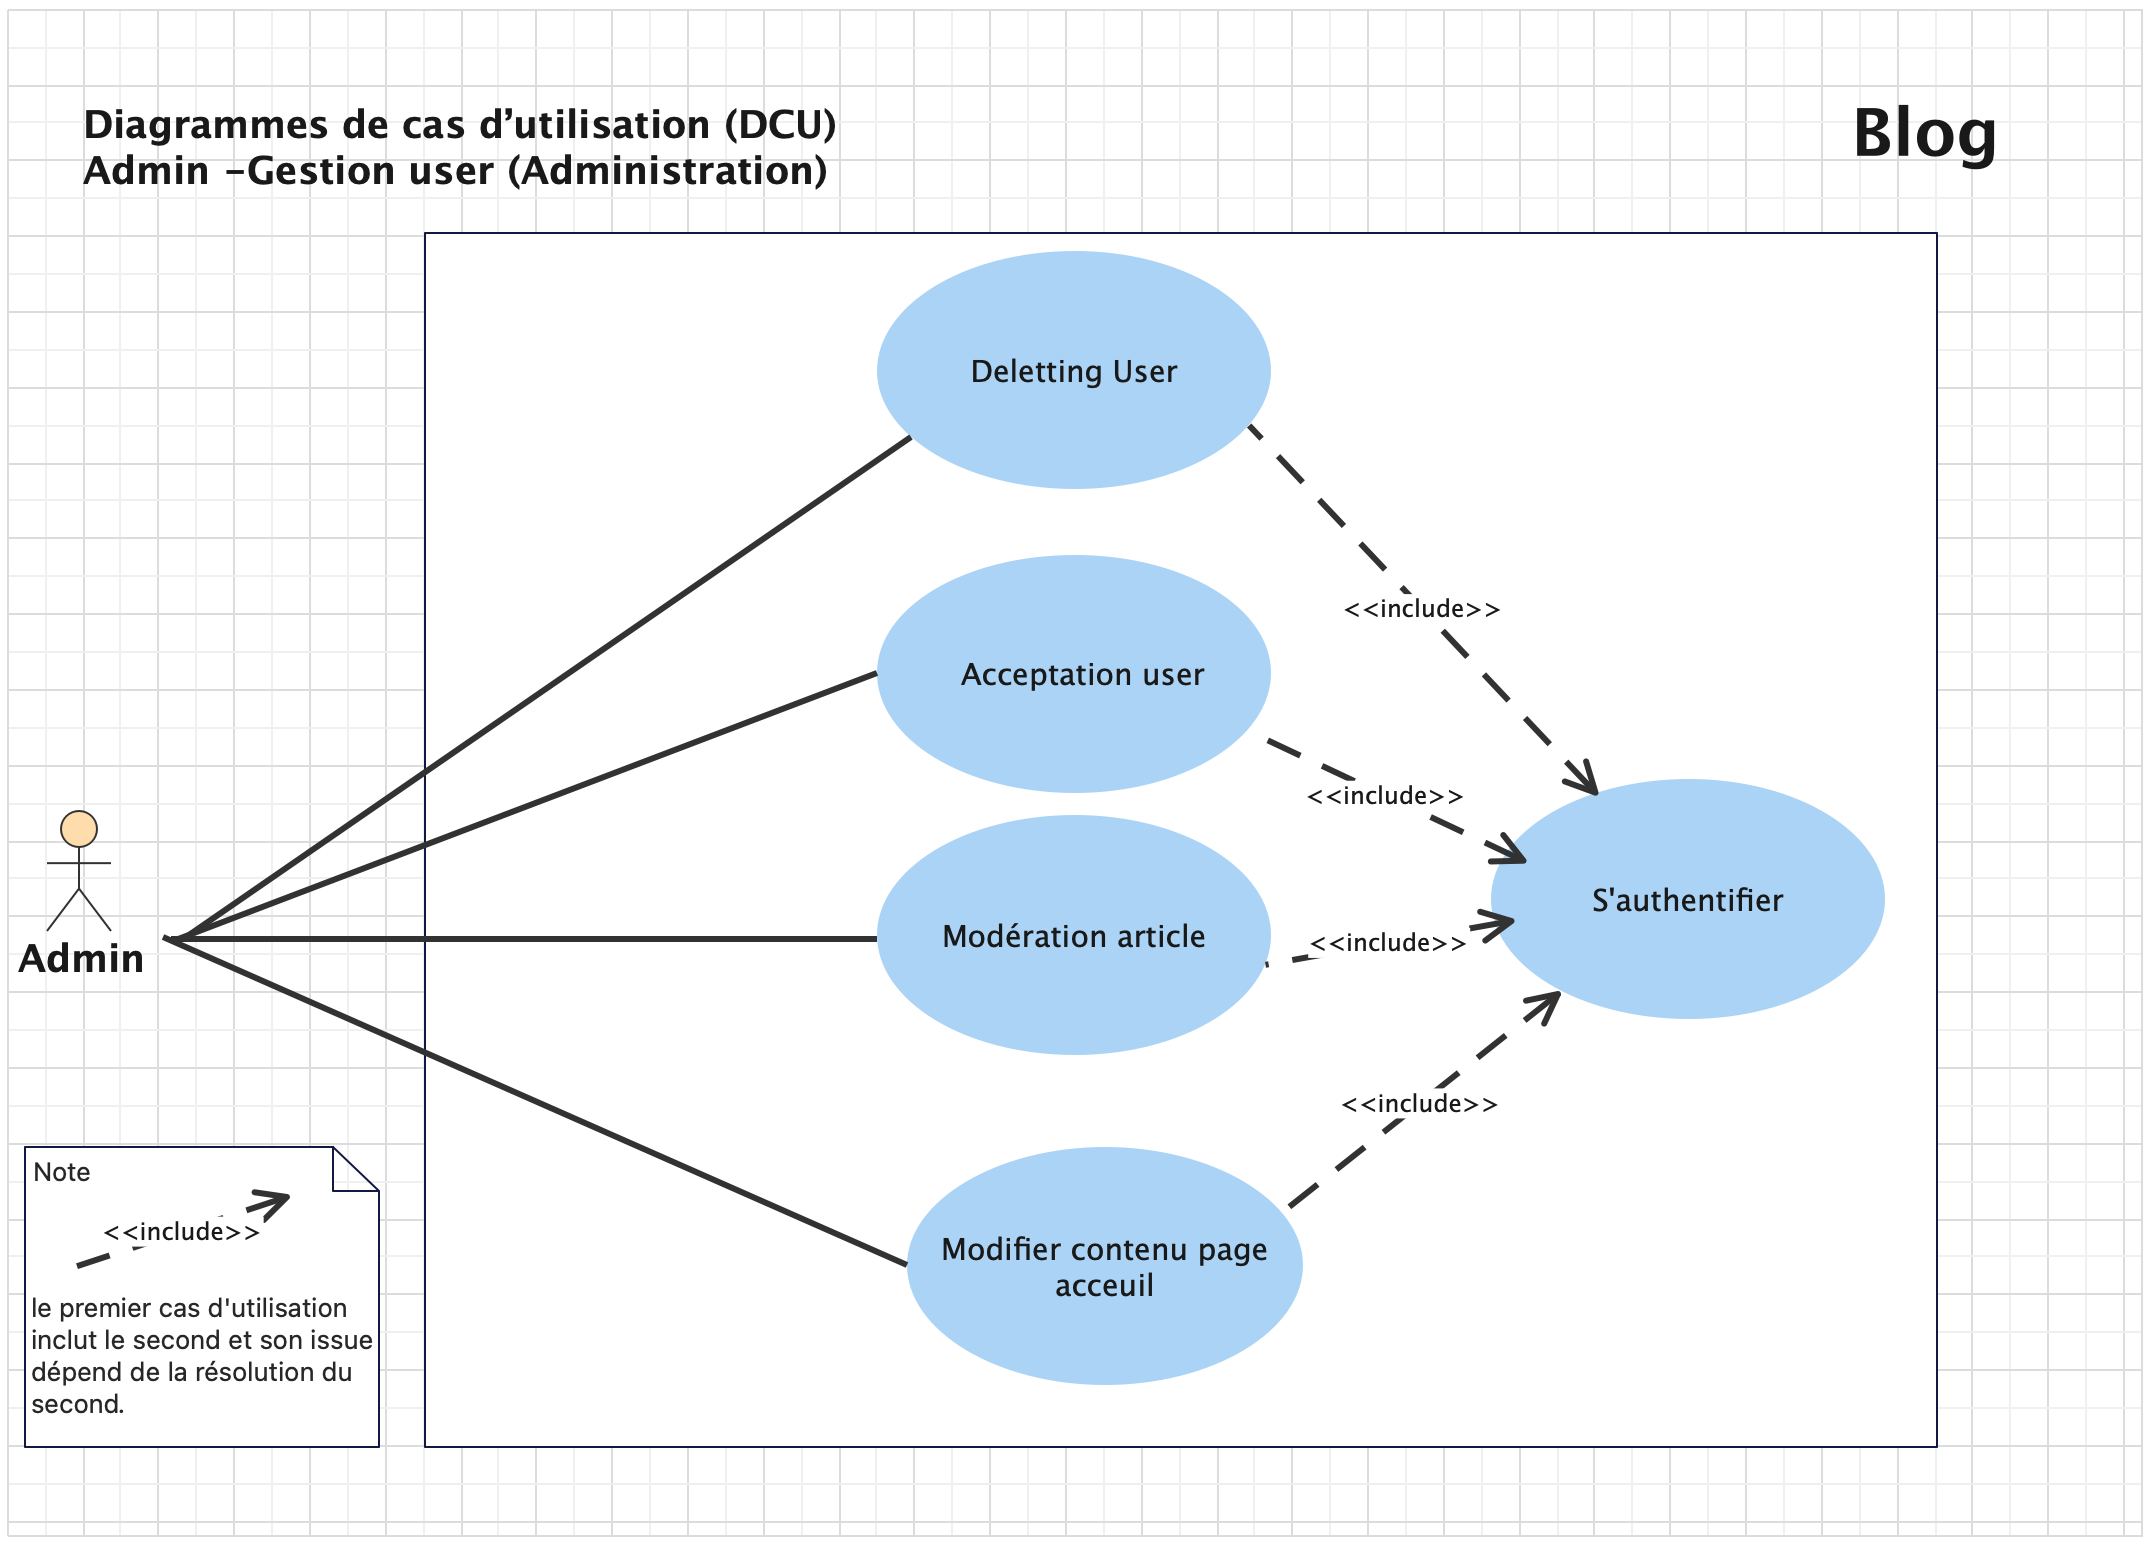 Diagrammes de cas d’utilisation (DCU)
Admin –Gestion user (Administration)
Blog
Deletting User
<<include>>
Acceptation user
<<include>>
S'authentifier
Modération article
<<include>>
Admin
<<include>>
Modifier contenu page
acceuil
Note
<<include>>
le premier cas d'utilisation
inclut le second et son issue
dépend de la résolution du
second.